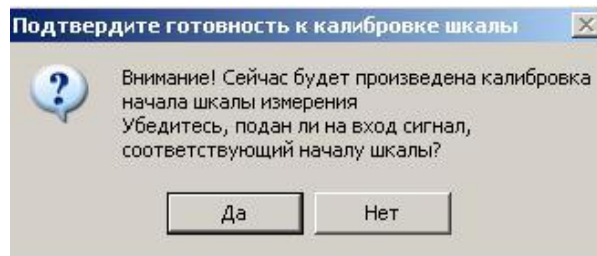 Подтвердите готовность к калибровке шкалы
Внимание! Сейчас будет произведена калибровка
начала шкалы измерения
Убедитесь, подан ли на вход сигнал,
соответствующий началу шкалы?
Да Нет